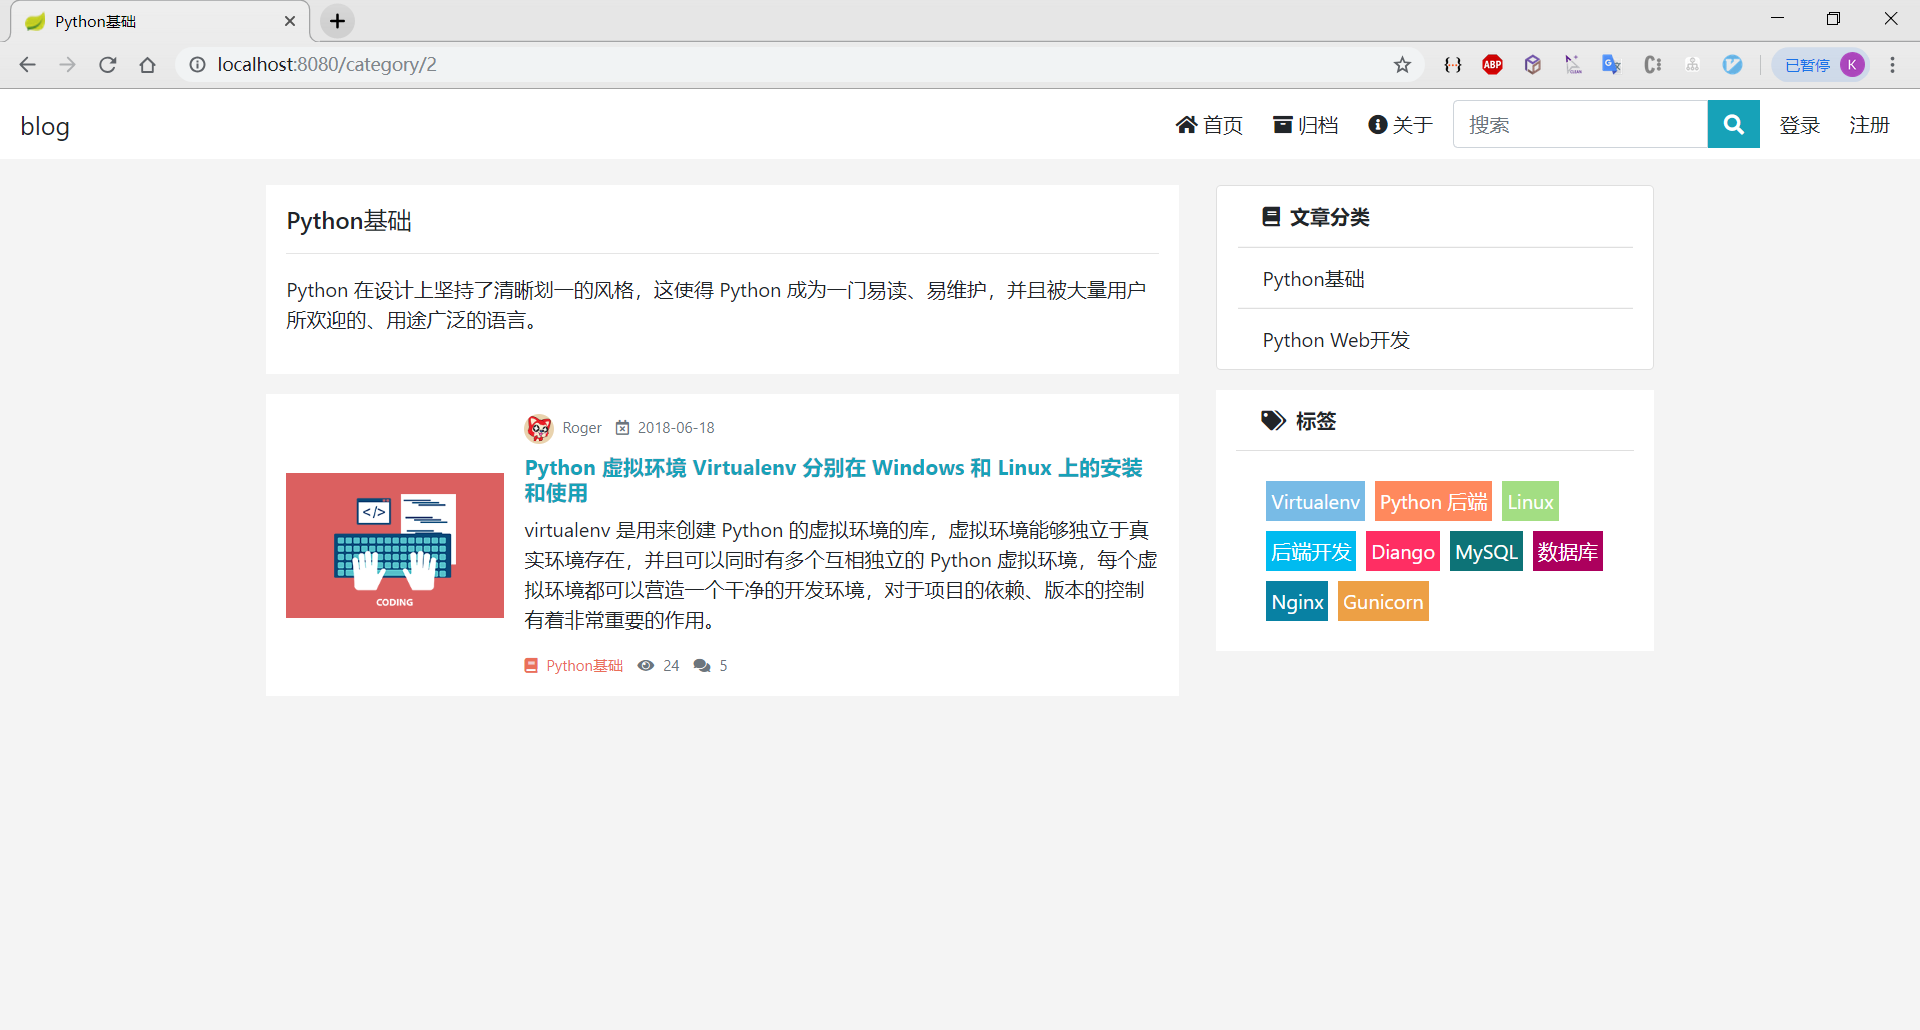 Python基础
localhost:8080/category/2
ABP
已暂停 K
blog
首页 归档 关于 搜索 登录 注册
Python基础
Python 在设计上坚持了清晰划一的风格，这使得 Python 成为一门易读、易维护，并且被大量用户
所欢迎的、用途广泛的语言。
Roger 2018-06-18
Python 虚拟环境 Virtualenv 分别在 Windows 和 Linux 上的安装
和使用
virtualenv 是用来创建 Python 的虚拟环境的库，虚拟环境能够独立于真
实环境存在，并且可以同时有多个互相独立的 Python 虚拟环境，每个虚
拟环境都可以营造一个干净的开发环境，对于项目的依赖、版本的控制
有着非常重要的作用。
</>
CODING
Python基础 24 5
文章分类
Python基础
Python Web开发
标签
Virtualenv Python 后端 Linux
后端开发 Diango MySQL 数据库
Nginx Gunicorn